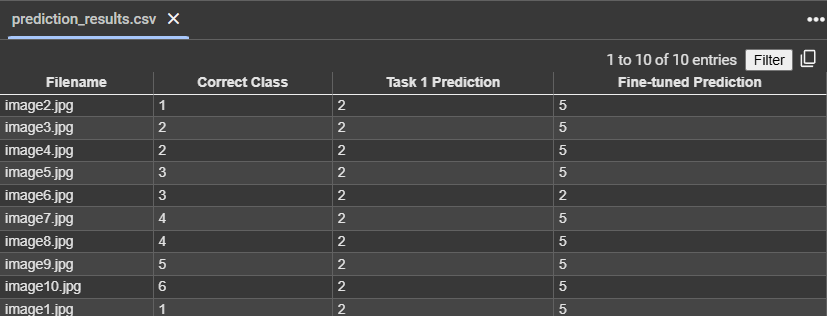 prediction_results.csv ✕ •••
1 to 10 of 10 entries Filter
Filename Correct Class Task 1 Prediction Fine-tuned Prediction
image2.jpg 1 2 5
image3.jpg 2 2 5
image4.jpg 2 2 5
image5.jpg 3 2 5
image6.jpg 3 2 2
image7.jpg 4 2 5
image8.jpg 4 2 5
image9.jpg 5 2 5
image10.jpg 6 2 5
image1.jpg 1 2 5